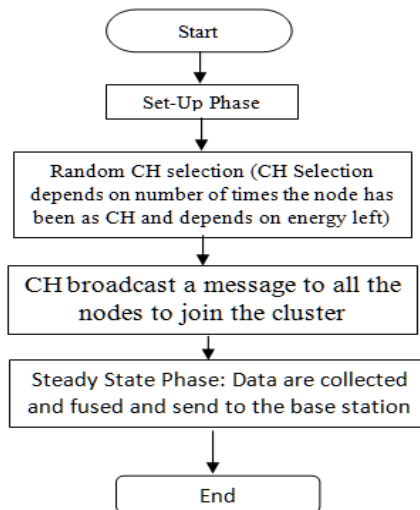 Start
Set-Up Phase
Random CH selection (CH Selection
depends on number of times the node has
been as CH and depends on energy left)
CH broadcast a message to all the
nodes to join the cluster
Steady State Phase: Data are collected
and fused and send to the base station
End